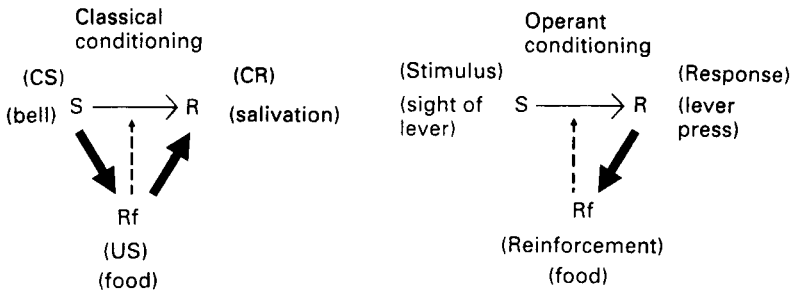 Classical
conditioning
(CS)
(CR)
(bell)
S
R
(salivation)
Rf
(US)
(food)
Operant
conditioning
(Stimulus)
(Response)
(sight of
lever)
S
R
(lever
press)
Rf
(Reinforcement)
(food)